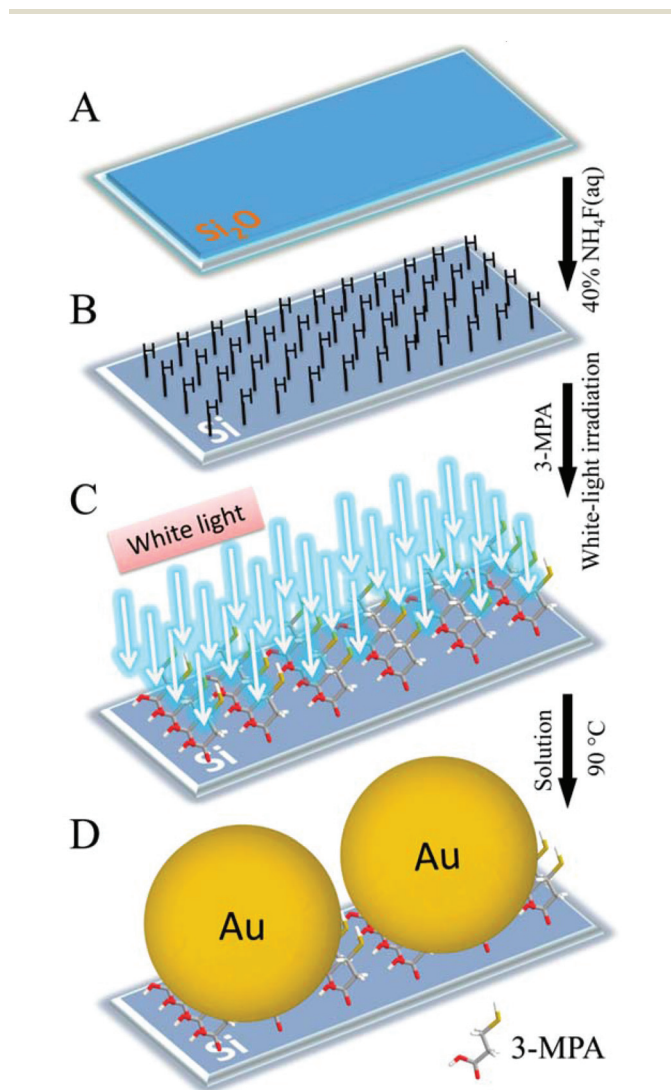 A
Si₂O
40% NH₄F(aq)
B
H H H H H H H H H H H
H H H H H H H H H H H
H H H H H H H H H H
H H H H H H H H H H
Si
3-MPA
White-light irradiation
C
White light
Si
Solution
90 °C
D
Au
Au
Si
3-MPA